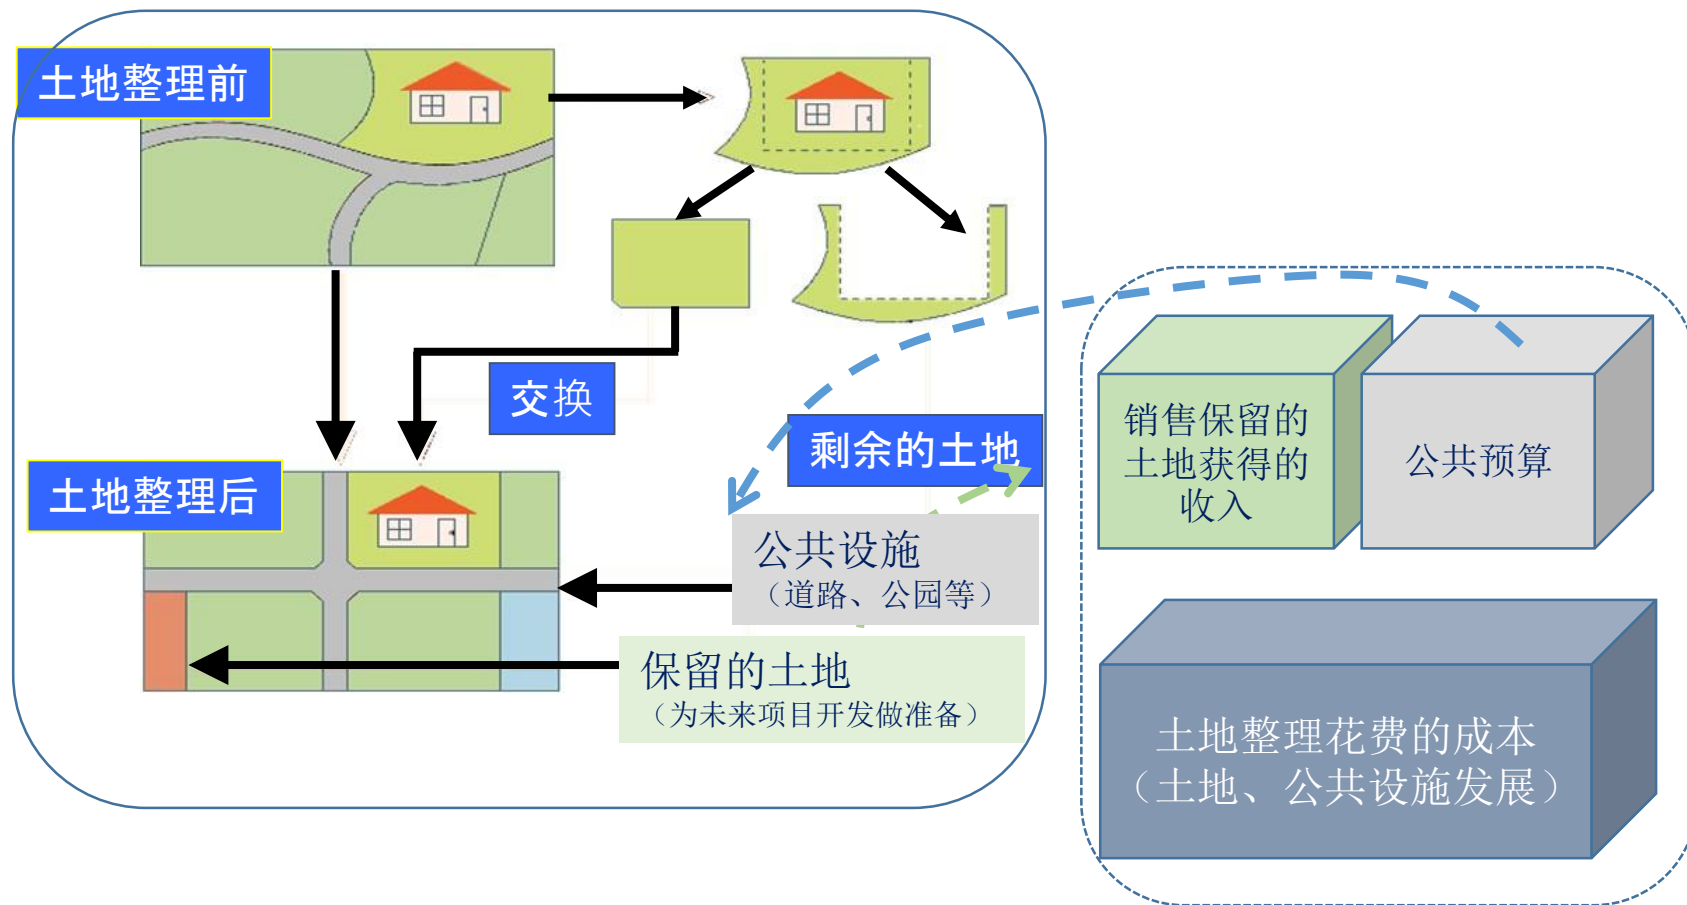 土地整理前
交换
剩余的土地
土地整理后
公共设施
（道路、公园等）
保留的土地
（为未来项目开发做准备）
销售保留的
土地获得的
收入
公共预算
土地整理花费的成本
（土地、公共设施发展）